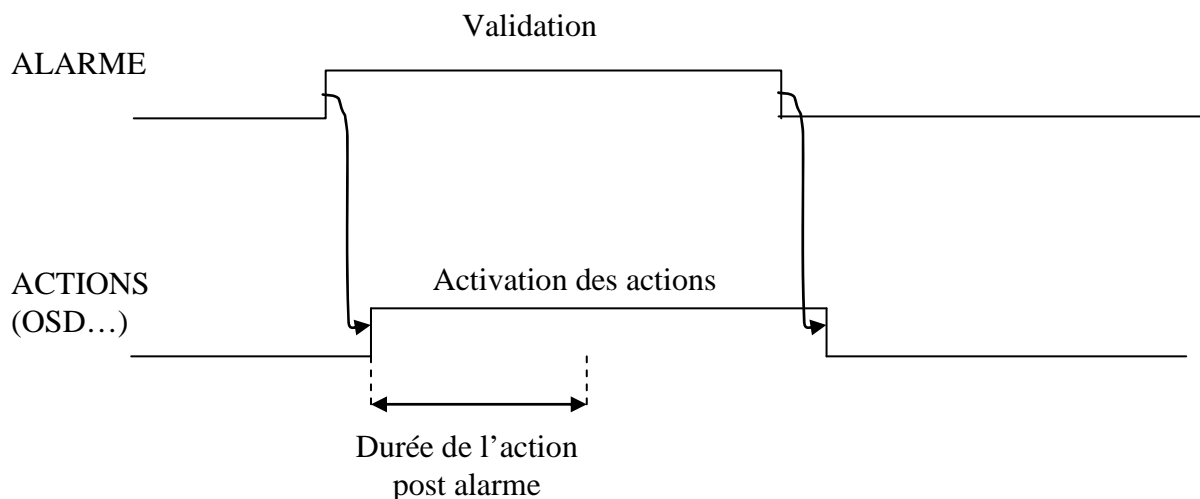 Validation
ALARME
ACTIONS
(OSD…)
Activation des actions
Durée de l’action
post alarme